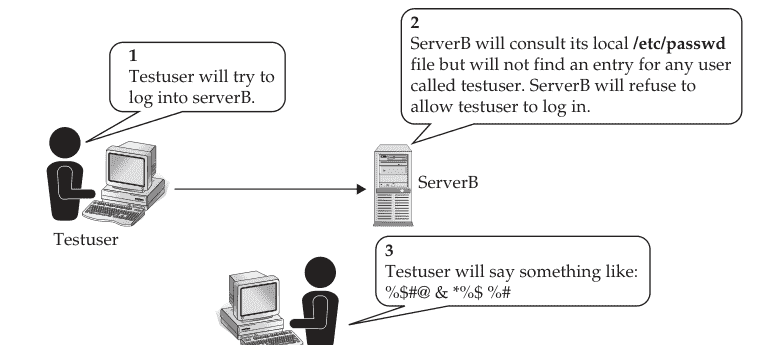 1
Testuser will try to
log into serverB.
2
ServerB will consult its local /etc/passwd
file but will not find an entry for any user
called testuser. ServerB will refuse to
allow testuser to log in.
ServerB
Testuser
3
Testuser will say something like:
%$#@ & *%$ %#